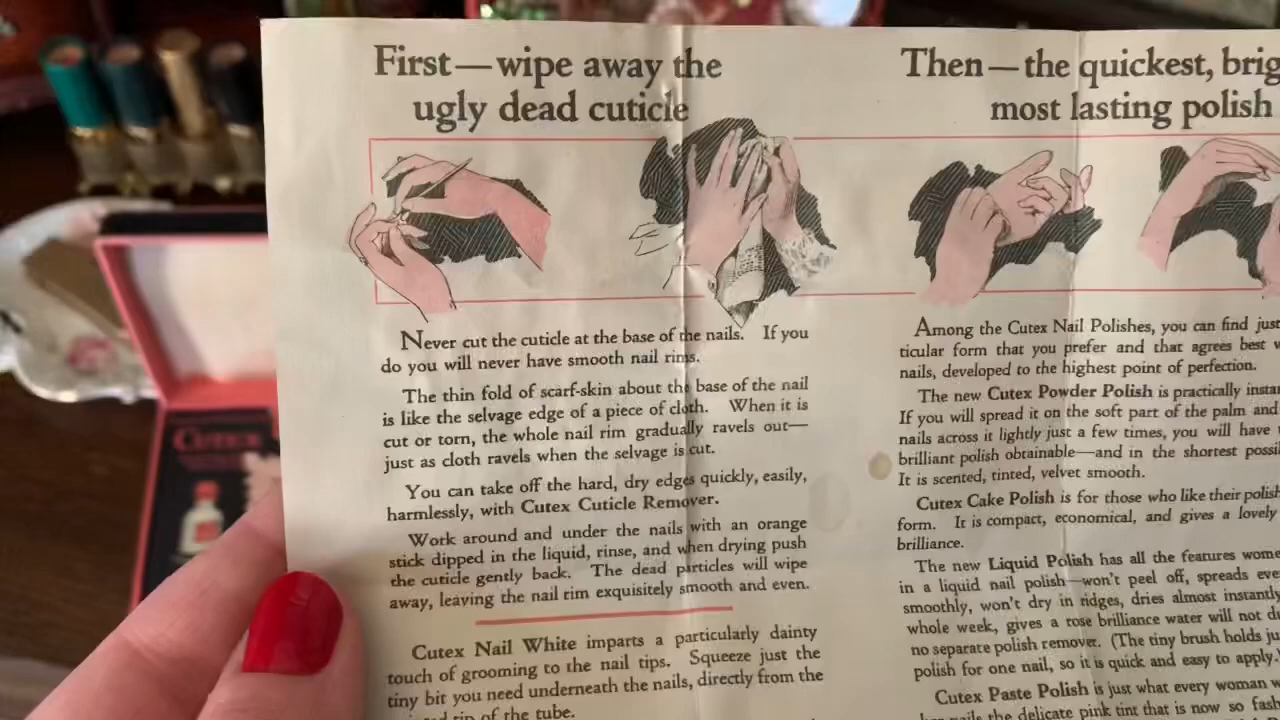 First—wipe away the
ugly dead cuticle
Never cut the cuticle at the base of the nails. If you
do you will never have smooth nail rims.
The thin fold of scarf-skin about the base of the nail
is like the selvage edge of a piece of cloth. When it is
cut or torn, the whole nail rim gradually ravels out—
just as cloth ravels when the selvage is cut.
You can take off the hard, dry edges quickly, easily,
harmlessly, with Cutex Cuticle Remover.
Work around and under the nails with an orange
stick dipped in the liquid, rinse, and when drying push
the cuticle gently back. The dead particles will wipe
away, leaving the nail rim exquisitely smooth and even.
Cutex Nail White imparts a particularly dainty
touch of grooming to the nail tips. Squeeze just the
tiny bit you need underneath the nails, directly from the
tip of the tube.
Then—the quickest, brig
most lasting polish
Among the Cutex Nail Polishes, you can find just
ticular form that you prefer and that agrees best
nails, developed to the highest point of perfection.
The new Cutex Powder Polish is practically instan
If you will spread it on the soft part of the palm and
nails across it lightly just a few times, you will have
brilliant polish obtainable—and in the shortest possi
It is scented, tinted, velvet smooth.
Cutex Cake Polish is for those who like their polish
form. It is compact, economical, and gives a lovely
brilliance.
The new Liquid Polish has all the features wome
in a liquid nail polish—won't peel off, spreads eve
smoothly, won't dry in ridges, dries almost instantly
whole week, gives a rose brilliance water will not du
no separate polish remover. (The tiny brush holds ju
polish for one nail, so it is quick and easy to apply.
Cutex Paste Polish is just what every woman w
nails the delicate pink tint that is now so fash
CUTEX